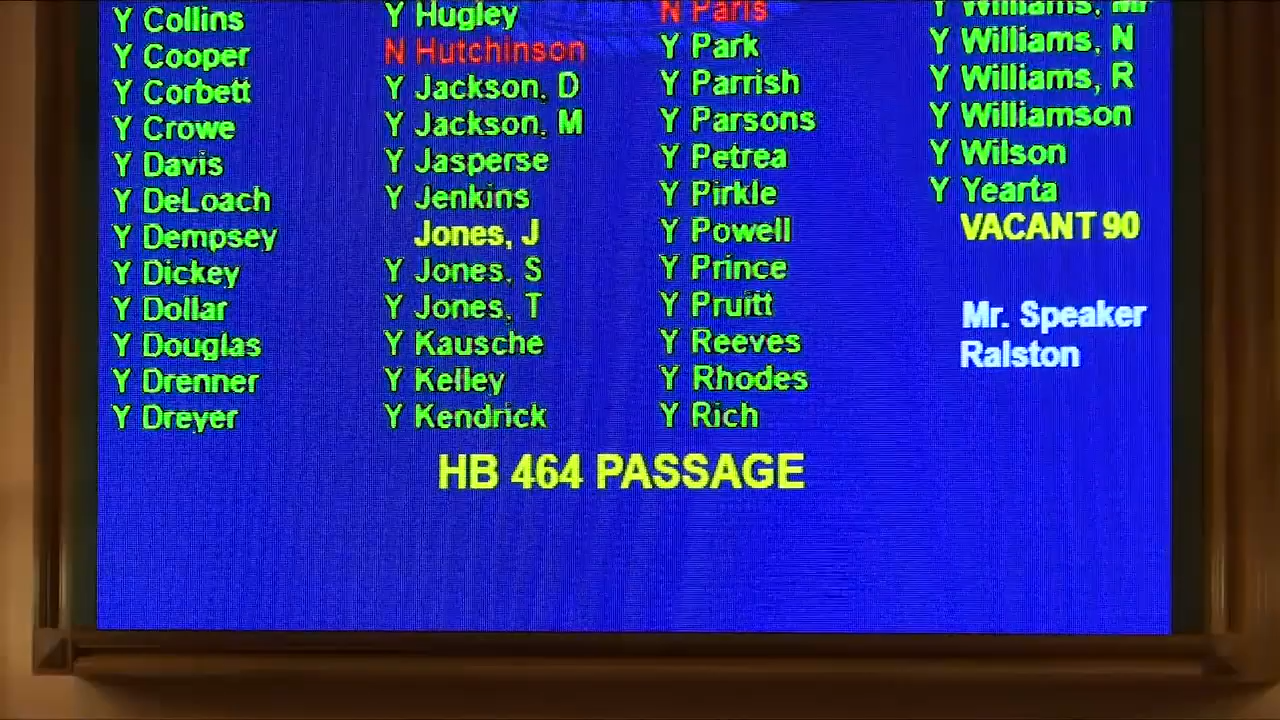 Y Collins
Y Cooper
Y Corbett
Y Crowe
Y Davis
Y DeLoach
Y Dempsey
Y Dickey
Y Dollar
Y Douglas
Y Drenner
Y Dreyer
Y Hugley
N Hutchinson
Y Jackson, D
Y Jackson, M
Y Jasperse
Y Jenkins
Jones, J
Y Jones, S
Y Jones, T
Y Kausche
Y Kelley
Y Kendrick
N Paris
Y Park
Y Parrish
Y Parsons
Y Petrea
Y Pirkle
Y Powell
Y Prince
Y Pruitt
Y Reeves
Y Rhodes
Y Rich
Y Williams,
Y Williams, N
Y Williams, R
Y Williamson
Y Wilson
Y Yearta
VACANT 90
Mr. Speaker
Ralston
HB 464 PASSAGE